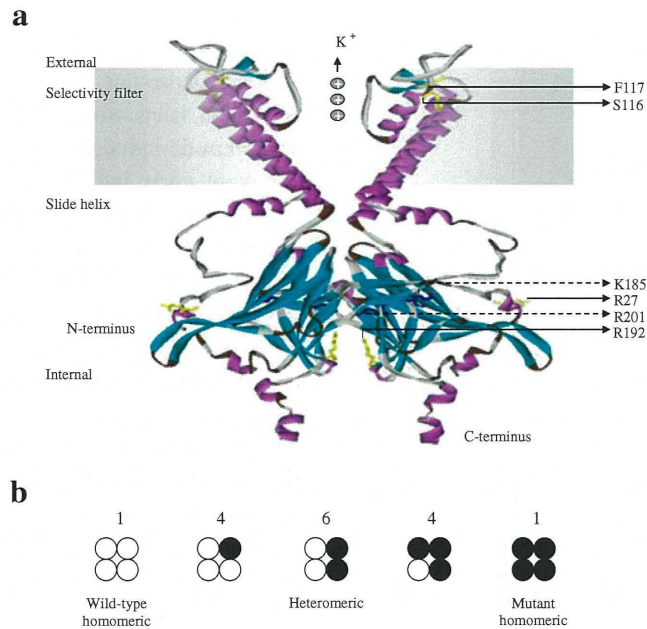 a
K+
External
Selectivity filter
F117
S116
Slide helix
K185
R27
R201
R192
N-terminus
Internal
C-terminus
b
1 4 6 4 1
Wild-type homomeric
Heteromeric
Mutant homomeric